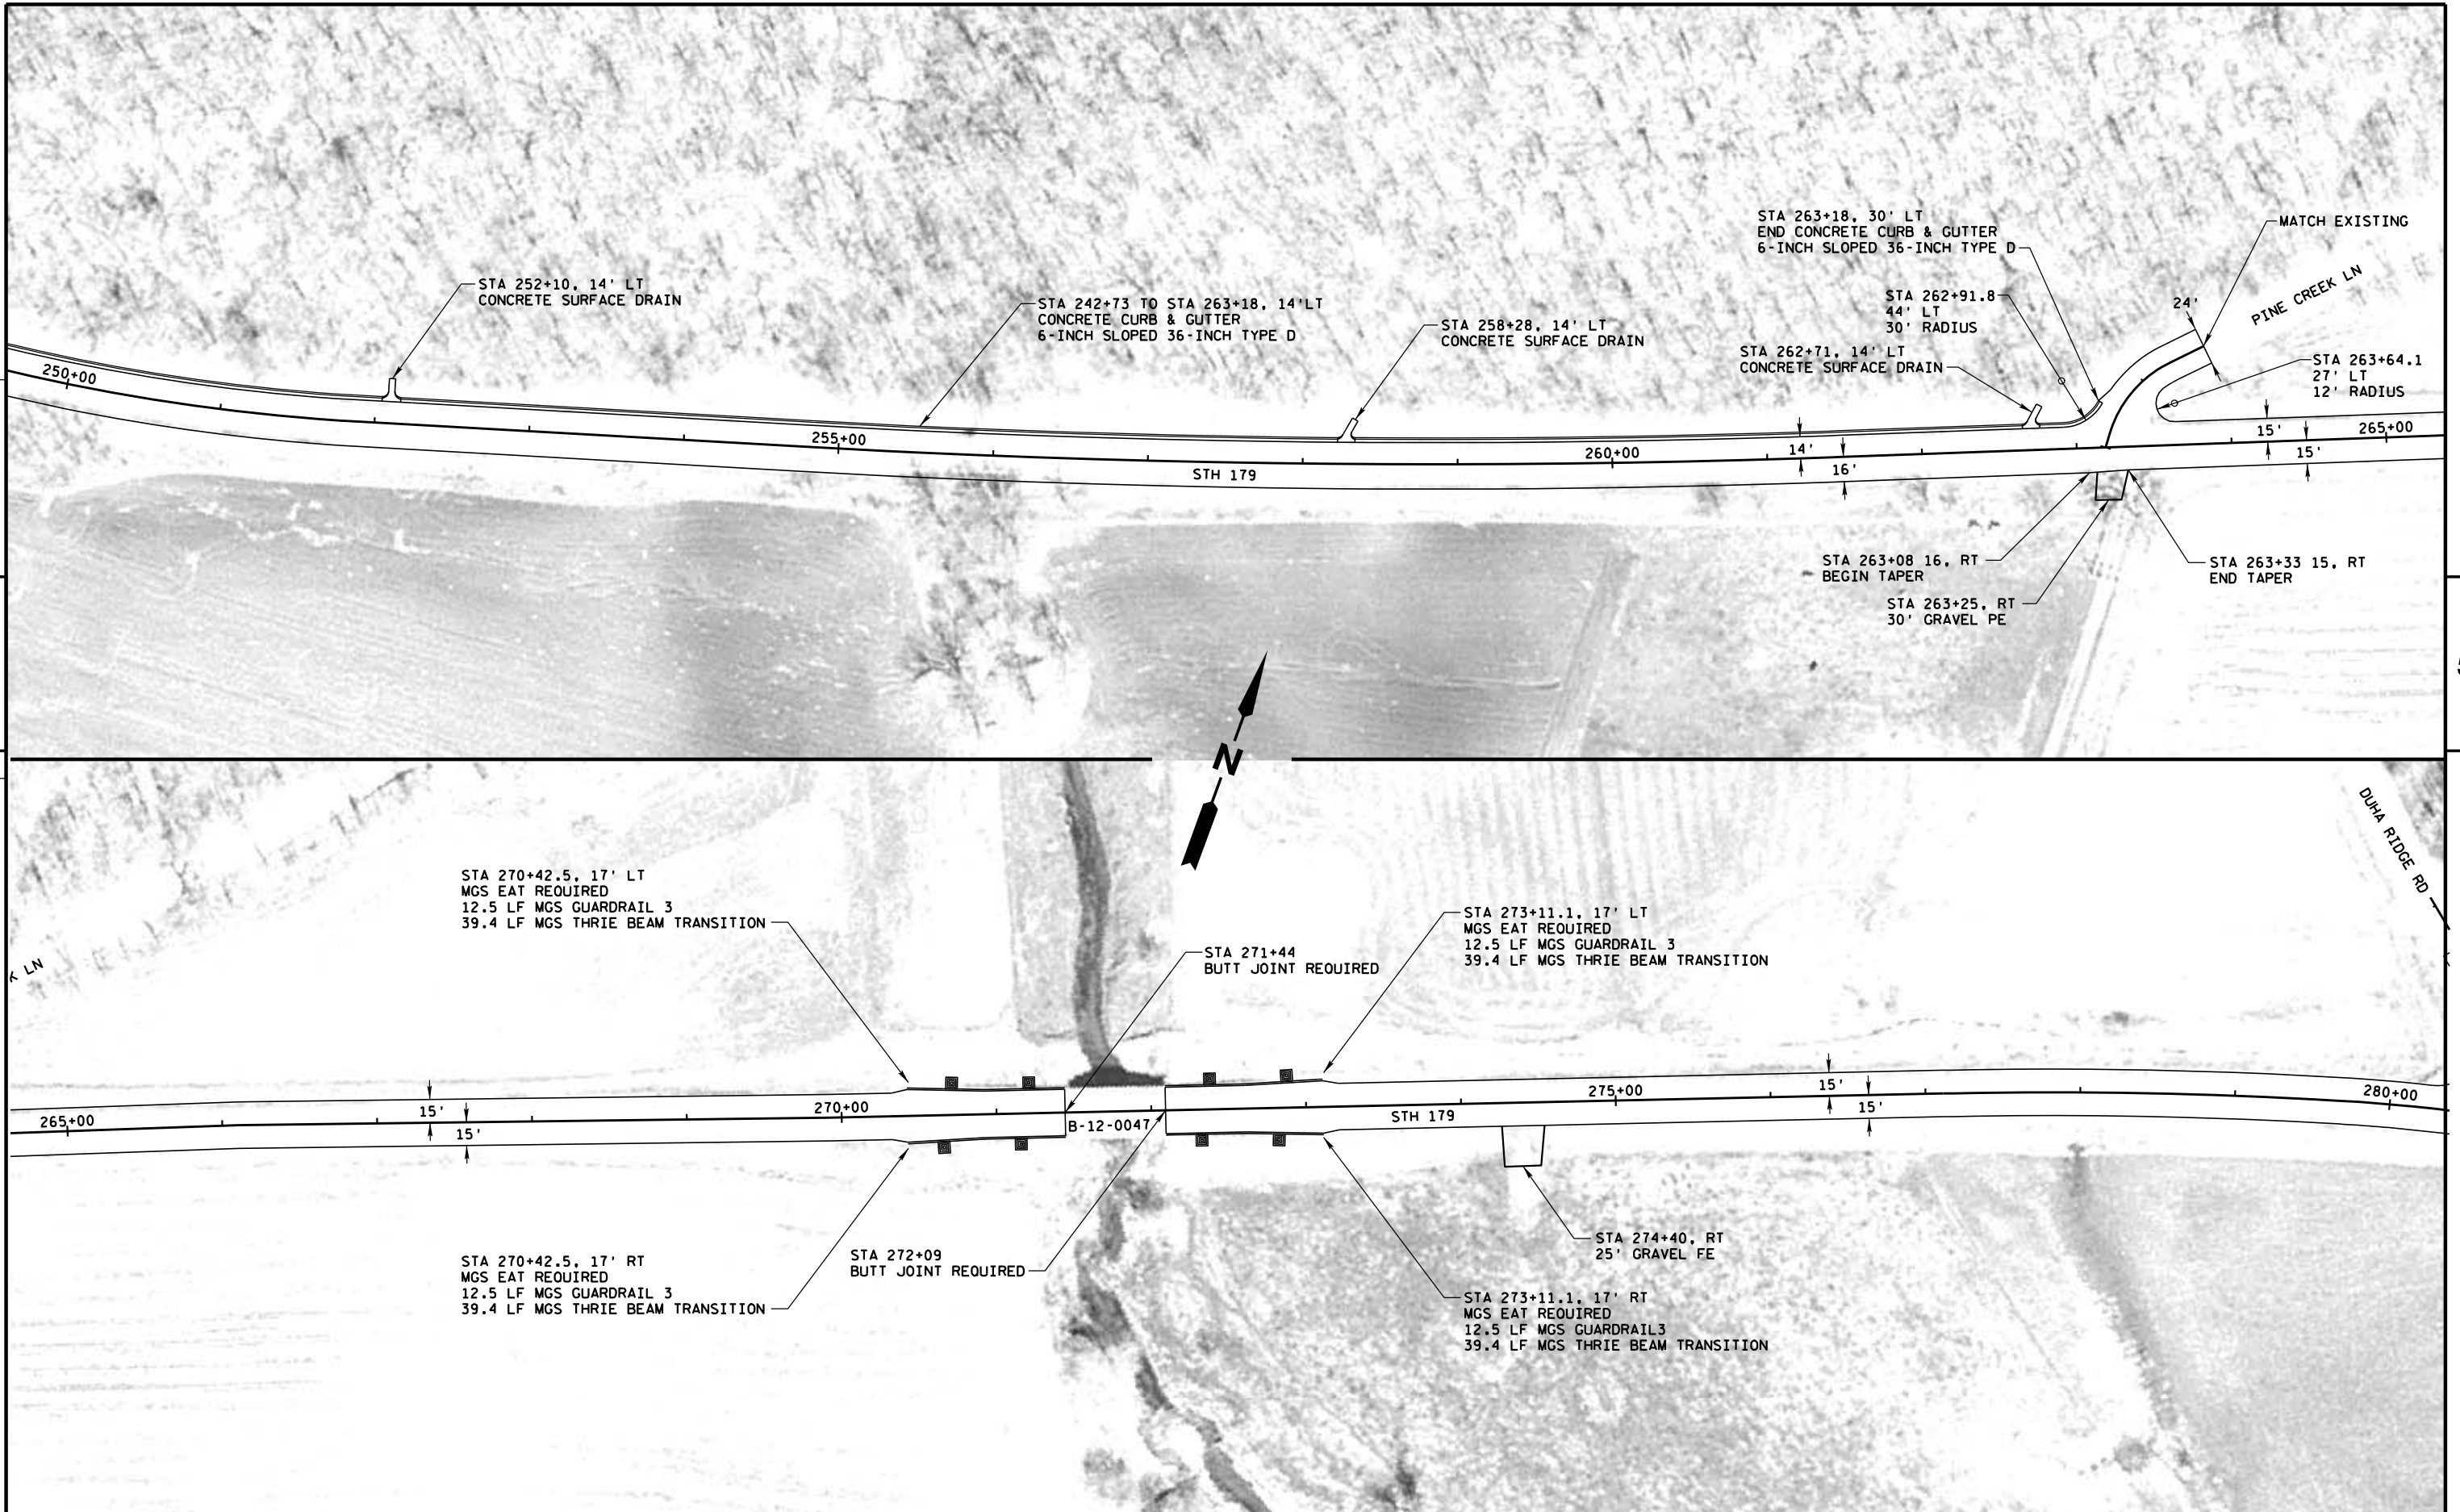 STA 263+18, 30' LT
END CONCRETE CURB & GUTTER
6-INCH SLOPED 36-INCH TYPE D
MATCH EXISTING
STA 252+10, 14' LT
CONCRETE SURFACE DRAIN
STA 242+73 TO STA 263+18, 14'LT
CONCRETE CURB & GUTTER
6-INCH SLOPED 36-INCH TYPE D
STA 258+28, 14' LT
CONCRETE SURFACE DRAIN
STA 262+91.8
44' LT
30' RADIUS
STA 262+71, 14' LT
CONCRETE SURFACE DRAIN
24'
PINE CREEK LN
STA 263+64.1
27' LT
12' RADIUS
250+00
255+00
260+00
265+00
14'
16'
15'
15'
STH 179
STA 263+08 16, RT
BEGIN TAPER
STA 263+25, RT
30' GRAVEL PE
STA 263+33 15, RT
END TAPER
N
DUHA RIDGE RD
K LN
STA 270+42.5, 17' LT
MGS EAT REQUIRED
12.5 LF MGS GUARDRAIL 3
39.4 LF MGS THRIE BEAM TRANSITION
STA 271+44
BUTT JOINT REQUIRED
STA 273+11.1, 17' LT
MGS EAT REQUIRED
12.5 LF MGS GUARDRAIL 3
39.4 LF MGS THRIE BEAM TRANSITION
265+00
15'
15'
270+00
B-12-0047
STH 179
275+00
15'
15'
280+00
STA 270+42.5, 17' RT
MGS EAT REQUIRED
12.5 LF MGS GUARDRAIL 3
39.4 LF MGS THRIE BEAM TRANSITION
STA 272+09
BUTT JOINT REQUIRED
STA 274+40, RT
25' GRAVEL FE
STA 273+11.1, 17' RT
MGS EAT REQUIRED
12.5 LF MGS GUARDRAIL3
39.4 LF MGS THRIE BEAM TRANSITION